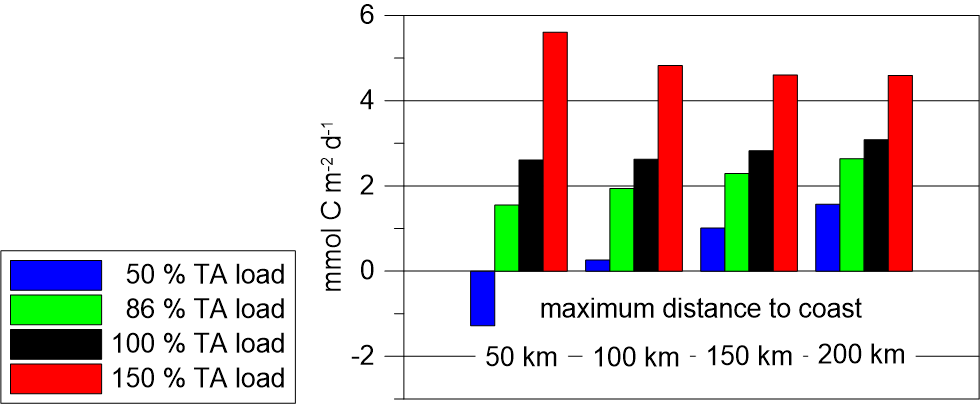 6
4
2
0
-2
mmol C m-2 d-1
maximum distance to coast
50 km
100 km
150 km
200 km
50 % TA load
86 % TA load
100 % TA load
150 % TA load